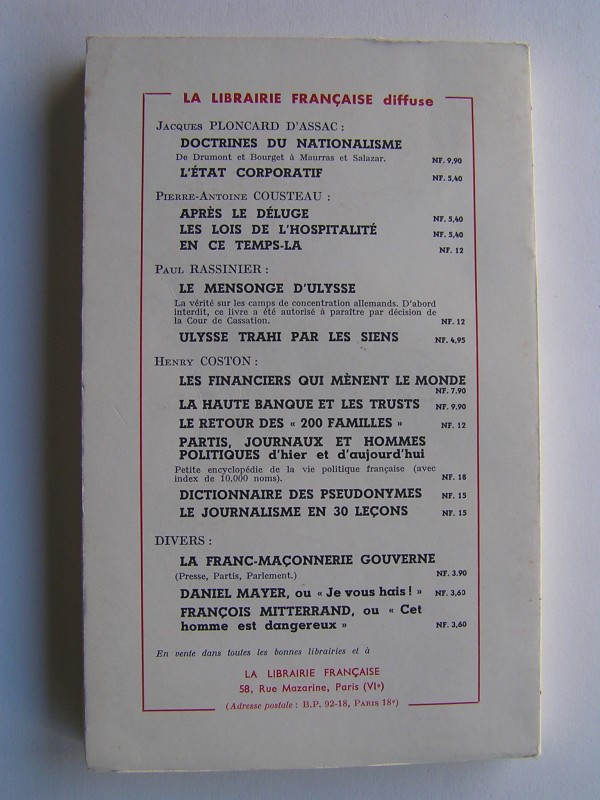 LA LIBRAIRIE FRANÇAISE diffuse
Jacques PLONCARD D'ASSAC :
DOCTRINES DU NATIONALISME
De Drumont et Bourget à Maurras et Salazar. NF. 9,90
L'ÉTAT CORPORATIF NF. 5,40
Pierre-Antoine COUSTEAU :
APRÈS LE DÉLUGE NF. 5,40
LES LOIS DE L'HOSPITALITÉ NF. 5,40
EN CE TEMPS-LA NF. 12
Paul RASSINIER :
LE MENSONGE D'ULYSSE
La vérité sur les camps de concentration allemands. D'abord
interdit, ce livre a été autorisé à paraître par décision de
la Cour de Cassation. NF. 12
ULYSSE TRAHI PAR LES SIENS NF. 4,95
Henry COSTON :
LES FINANCIERS QUI MÈNENT LE MONDE
NF. 7.90
LA HAUTE BANQUE ET LES TRUSTS NF. 9.90
LE RETOUR DES « 200 FAMILLES » NF. 12
PARTIS, JOURNAUX ET HOMMES
POLITIQUES d'hier et d'aujourd'hui
Petite encyclopédie de la vie politique française (avec
index de 10.000 noms). NF. 18
DICTIONNAIRE DES PSEUDONYMES NF. 15
LE JOURNALISME EN 30 LEÇONS NF. 15
DIVERS :
LA FRANC-MAÇONNERIE GOUVERNE
(Presse, Partis, Parlement.) NF. 3.90
DANIEL MAYER, ou « Je vous hais ! » NF. 3,60
FRANÇOIS MITTERRAND, ou « Cet
homme est dangereux » NF. 3,60
En vente dans toutes les bonnes librairies et à
LA LIBRAIRIE FRANÇAISE
58, Rue Mazarine, Paris (VIe)
(Adresse postale : B.P. 92-18, Paris 18e)